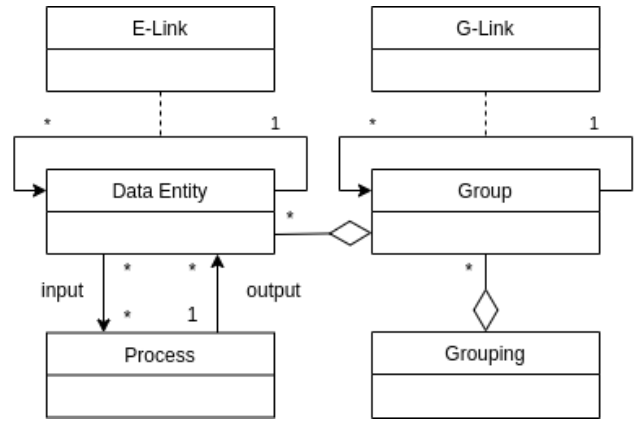 E-Link G-Link
* 1 * 1
Data Entity Group
*
* * *
input output
* 1
Process Grouping